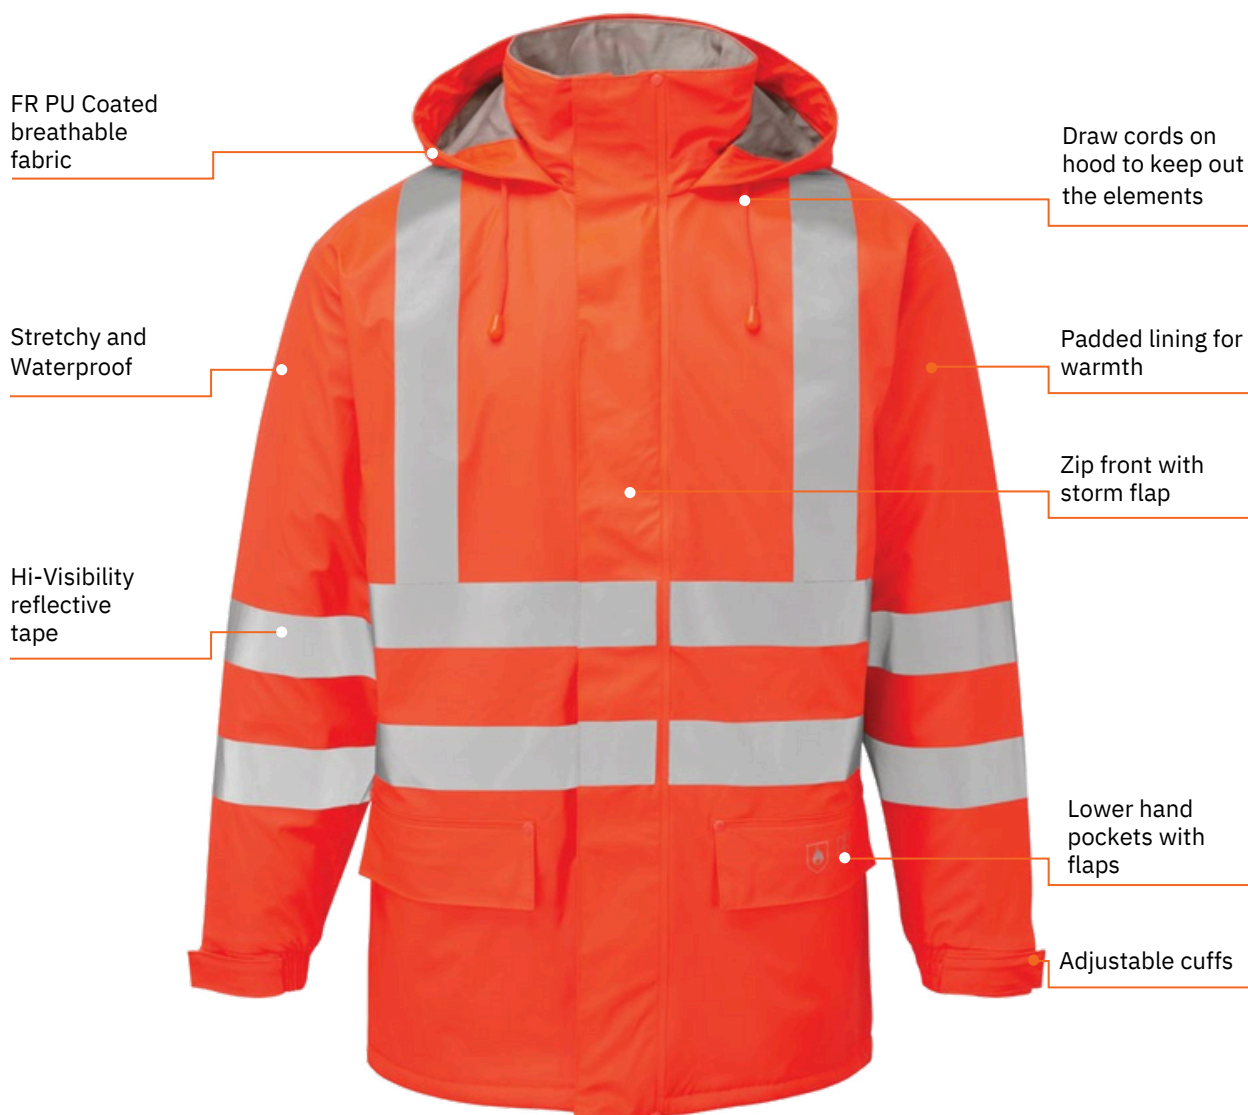 FR PU Coated
breathable
fabric
Draw cords on
hood to keep out
the elements
Stretchy and
Waterproof
Padded lining for
warmth
Zip front with
storm flap
Hi-Visibility
reflective
tape
Lower hand
pockets with
flaps
Adjustable cuffs